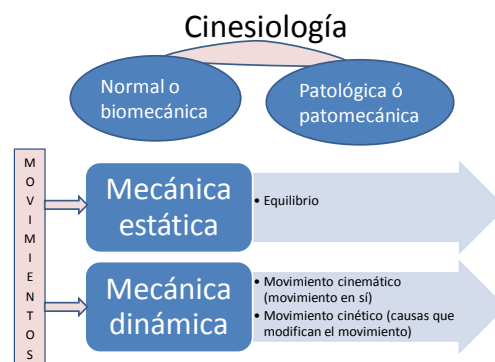 Cinesiología
Normal o
biomecánica
Patológica ó
patomecánica
MOVIMIENTOS
Mecánica
estática
• Equilibrio
Mecánica
dinámica
• Movimiento cinemático
(movimiento en sí)
• Movimiento cinético (causas que
modifican el movimiento)